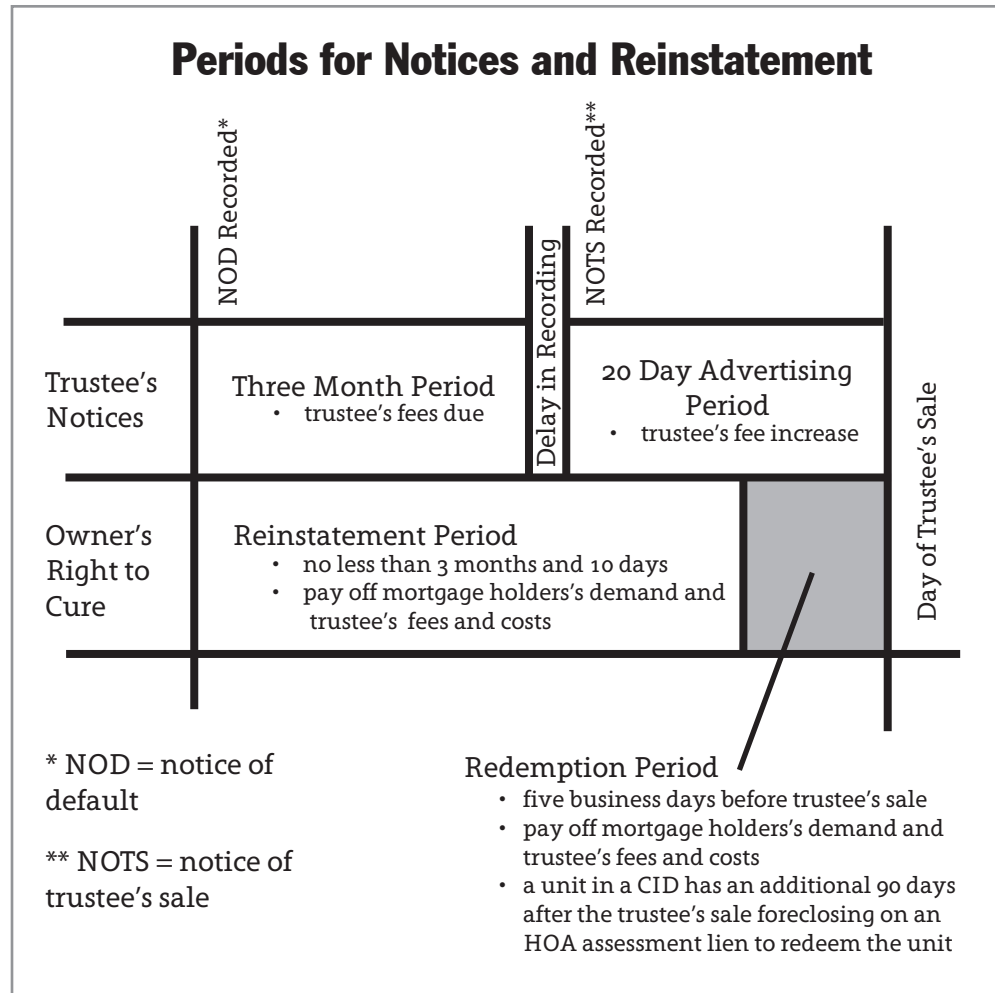 Periods for Notices and Reinstatement
NOD Recorded*
Delay in Recording
NOTS Recorded**
Trustee's
Notices
Three Month Period
• trustee's fees due
20 Day Advertising
Period
• trustee's fee increase
Day of Trustee's Sale
Owner's
Right to
Cure
Reinstatement Period
• no less than 3 months and 10 days
• pay off mortgage holders's demand and
trustee's fees and costs
* NOD = notice of
default
** NOTS = notice of
trustee's sale
Redemption Period
• five business days before trustee's sale
• pay off mortgage holders's demand and
trustee's fees and costs
• a unit in a CID has an additional 90 days
after the trustee's sale foreclosing on an
HOA assessment lien to redeem the unit